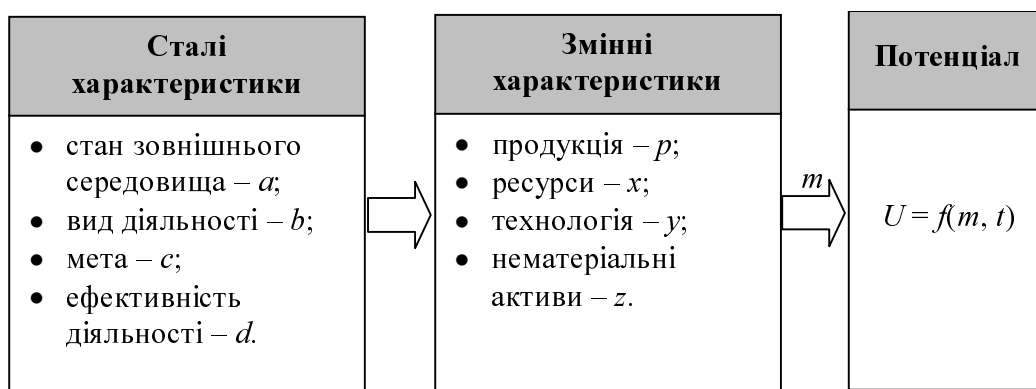 Сталі
характеристики
• стан зовнішнього
середовища – a;
• вид діяльності – b;
• мета – c;
• ефективність
діяльності – d.
Змінні
характеристики
• продукція – p;
• ресурси – x;
• технологія – y;
• нематеріальні
активи – z.
m
Потенціал
U = f(m, t)